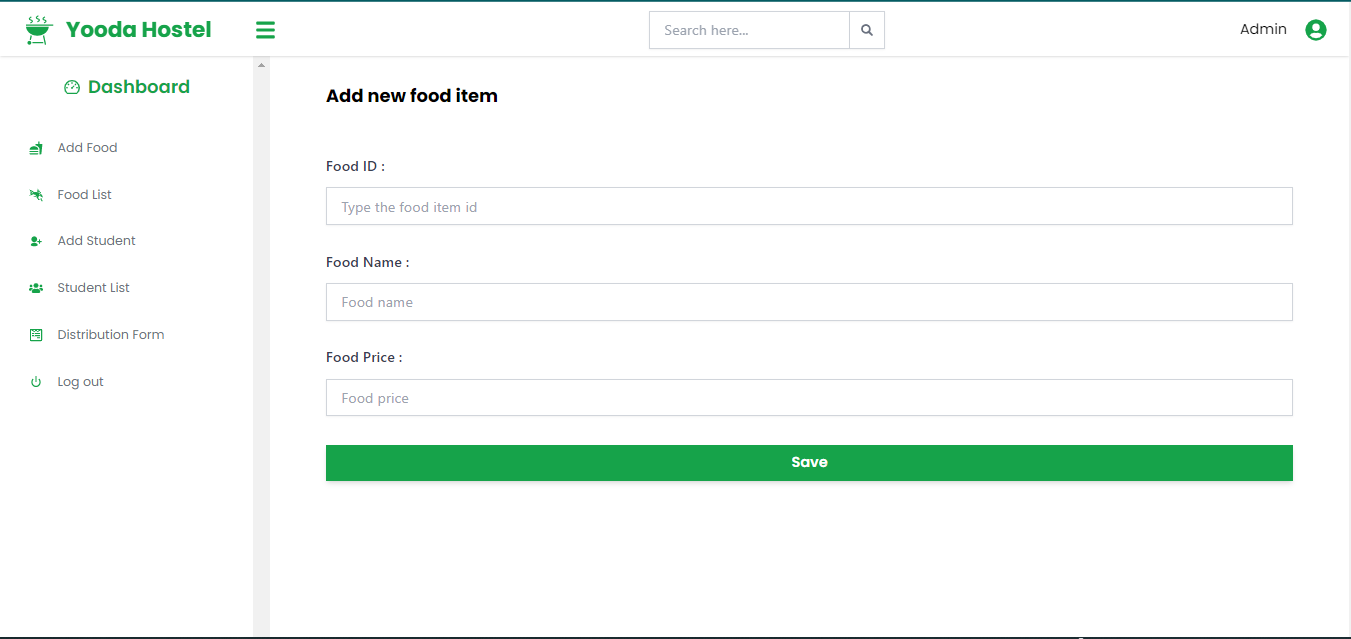 Yooda Hostel
Search here...
Admin
Dashboard
Add Food
Food List
Add Student
Student List
Distribution Form
Log out
Add new food item
Food ID :
Type the food item id
Food Name :
Food name
Food Price :
Food price
Save